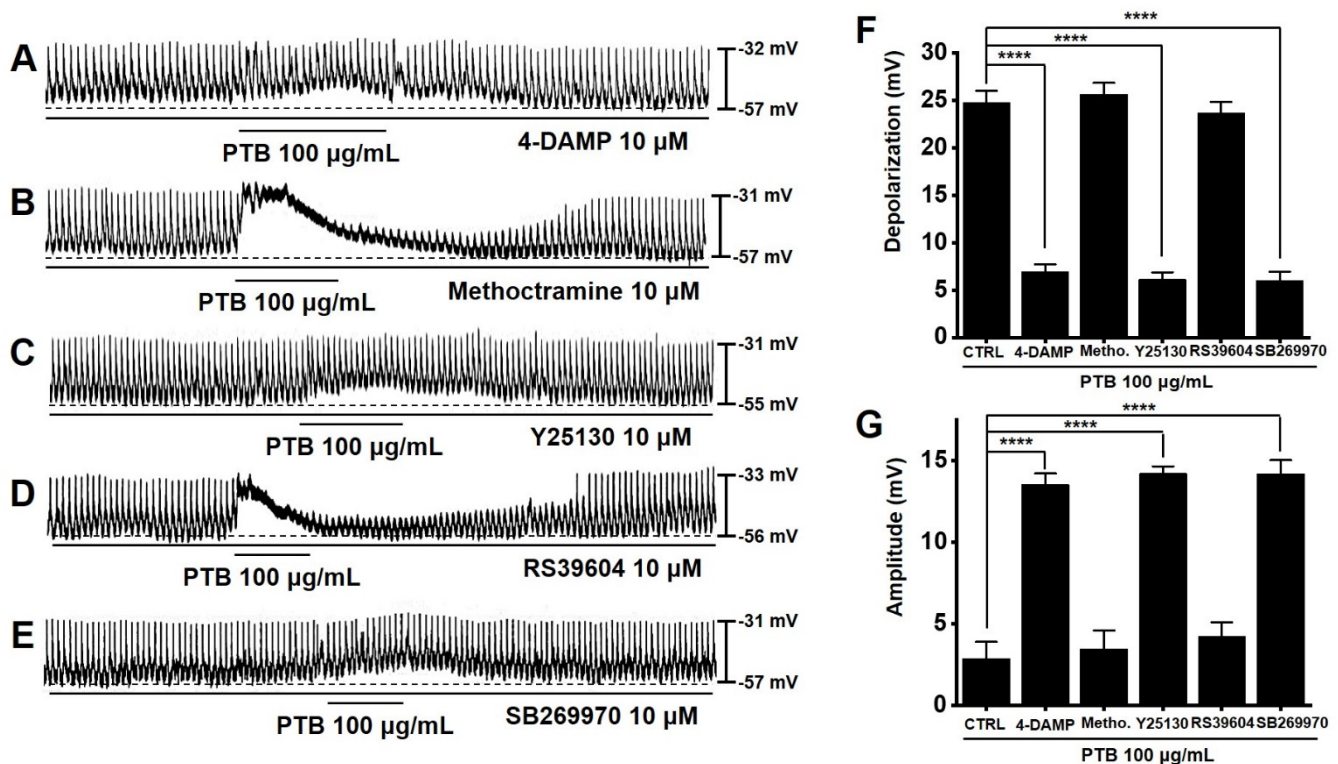 A
-32 mV
-57 mV
PTB 100 µg/mL
4-DAMP 10 µM
B
-31 mV
-57 mV
PTB 100 µg/mL
Methoctramine 10 µM
C
-31 mV
-55 mV
PTB 100 µg/mL
Y25130 10 µM
D
-33 mV
-56 mV
PTB 100 µg/mL
RS39604 10 µM
E
-31 mV
-57 mV
PTB 100 µg/mL
SB269970 10 µM
F
****
****
****
Depolarization (mV)
30
25
20
15
10
5
0
CTRL 4-DAMP Metho. Y25130 RS39604 SB269970
PTB 100 µg/mL
G
****
****
****
Amplitude (mV)
15
10
5
0
CTRL 4-DAMP Metho. Y25130 RS39604 SB269970
PTB 100 µg/mL